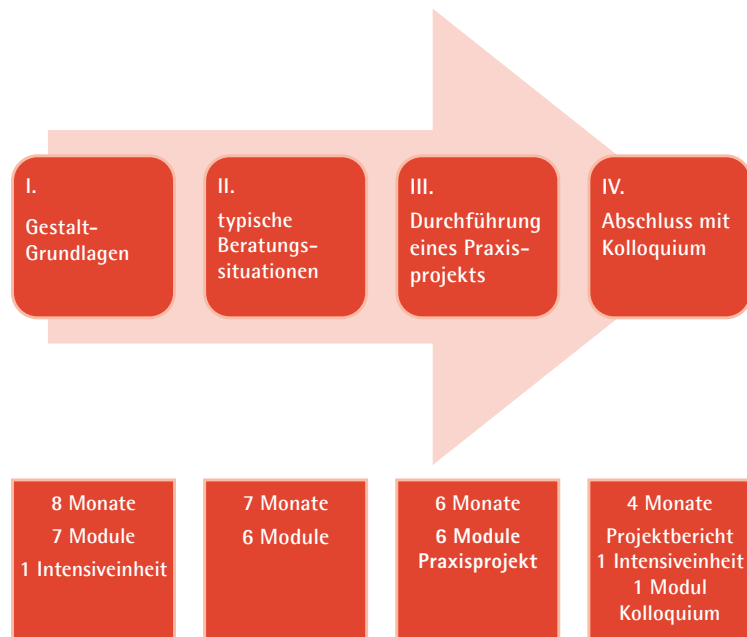 I.
Gestalt-
Grundlagen
II.
typische
Beratungs-
situationen
III.
Durchführung
eines Praxis-
projekts
IV.
Abschluss mit
Kolloquium
8 Monate
7 Module
1 Intensiveinheit
7 Monate
6 Module
6 Monate
6 Module
Praxisprojekt
4 Monate
Projektbericht
1 Intensiveinheit
1 Modul
Kolloquium